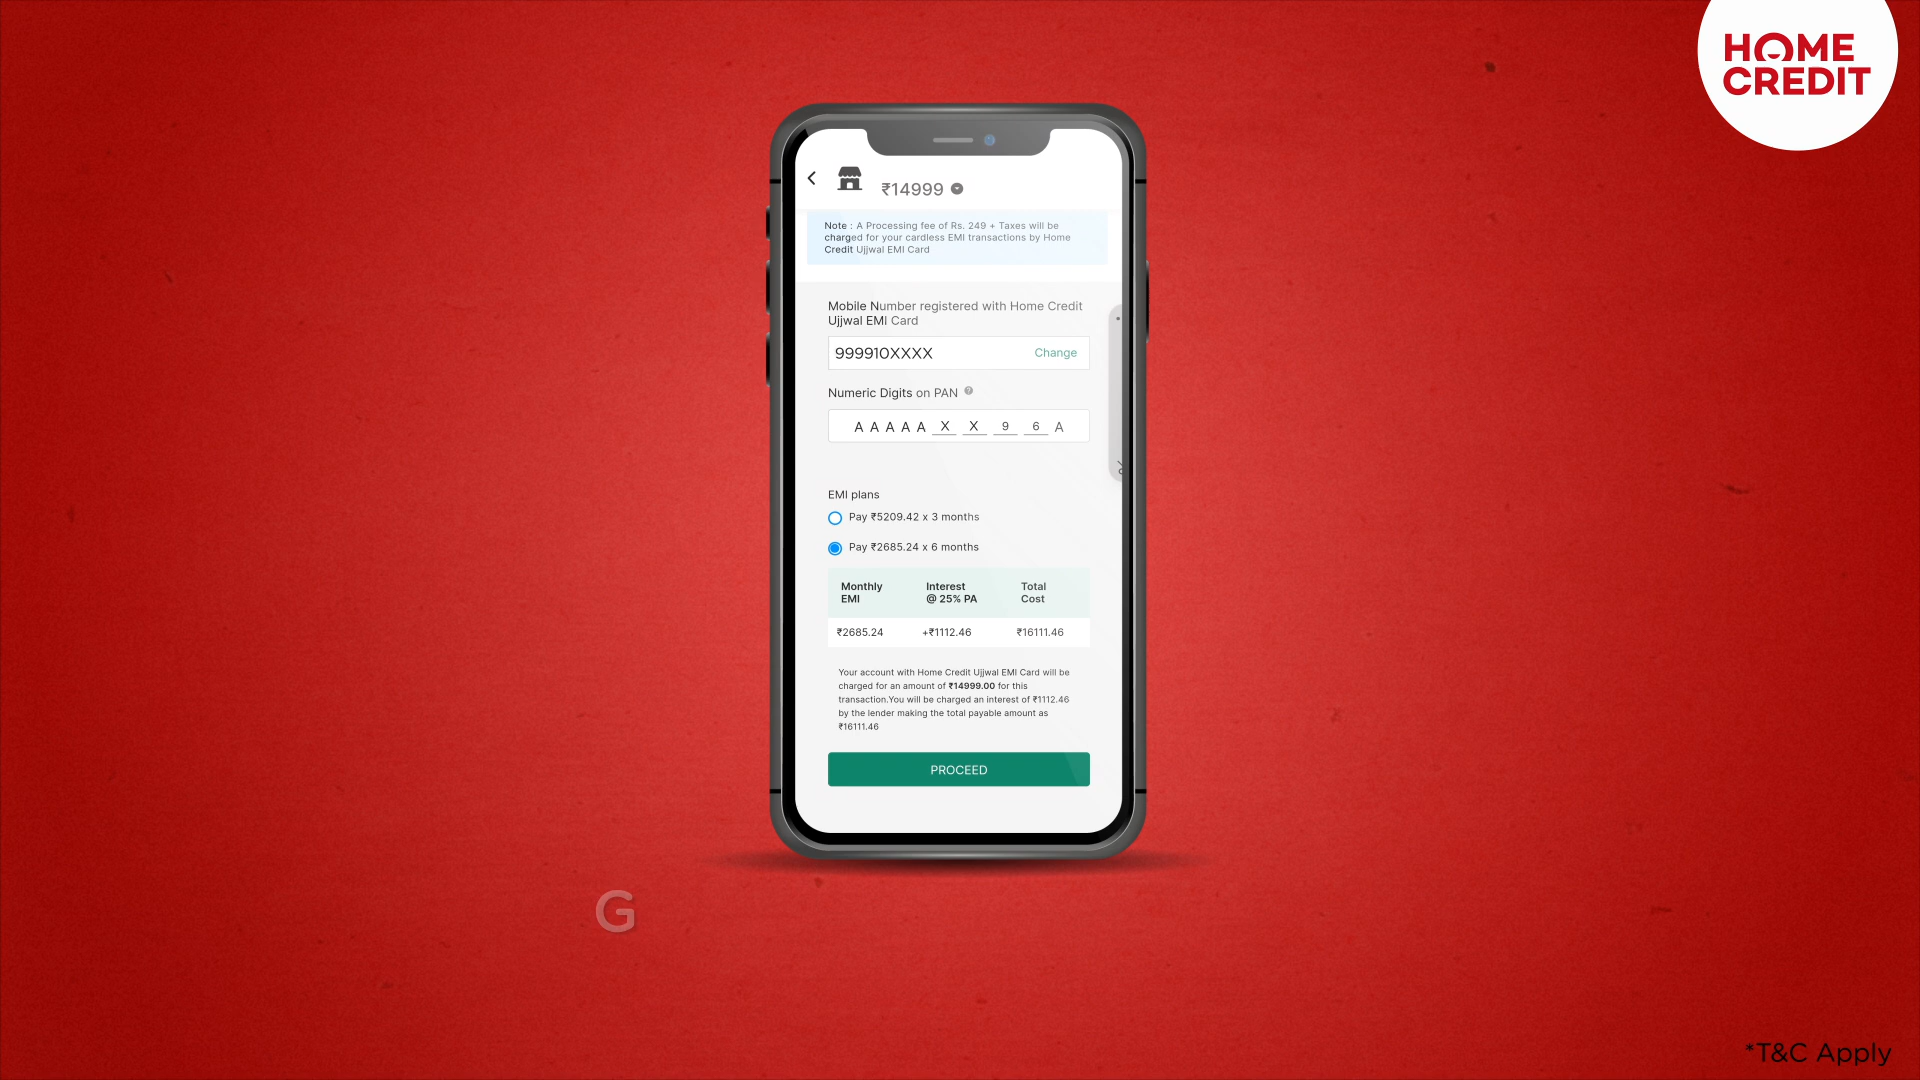 HOME
CREDIT
₹14999
Note : A Processing fee of Rs. 249 + Taxes will be
charged for your cardless EMI transactions by Home
Credit Ujjwal EMI Card
Mobile Number registered with Home Credit
Ujjwal EMI Card
999910XXXX
Change
Numeric Digits on PAN
A A A A A X X 9 6 A
EMI plans
Pay ₹5209.42 x 3 months
Pay ₹2685.24 x 6 months
Monthly EMI
Interest @ 25% PA
Total Cost
₹2685.24
+₹1112.46
₹16111.46
Your account with Home Credit Ujjwal EMI Card will be
charged for an amount of ₹14999.00 for this
transaction.You will be charged an interest of ₹1112.46
by the lender making the total payable amount as
₹16111.46
PROCEED
G
*T&C Apply